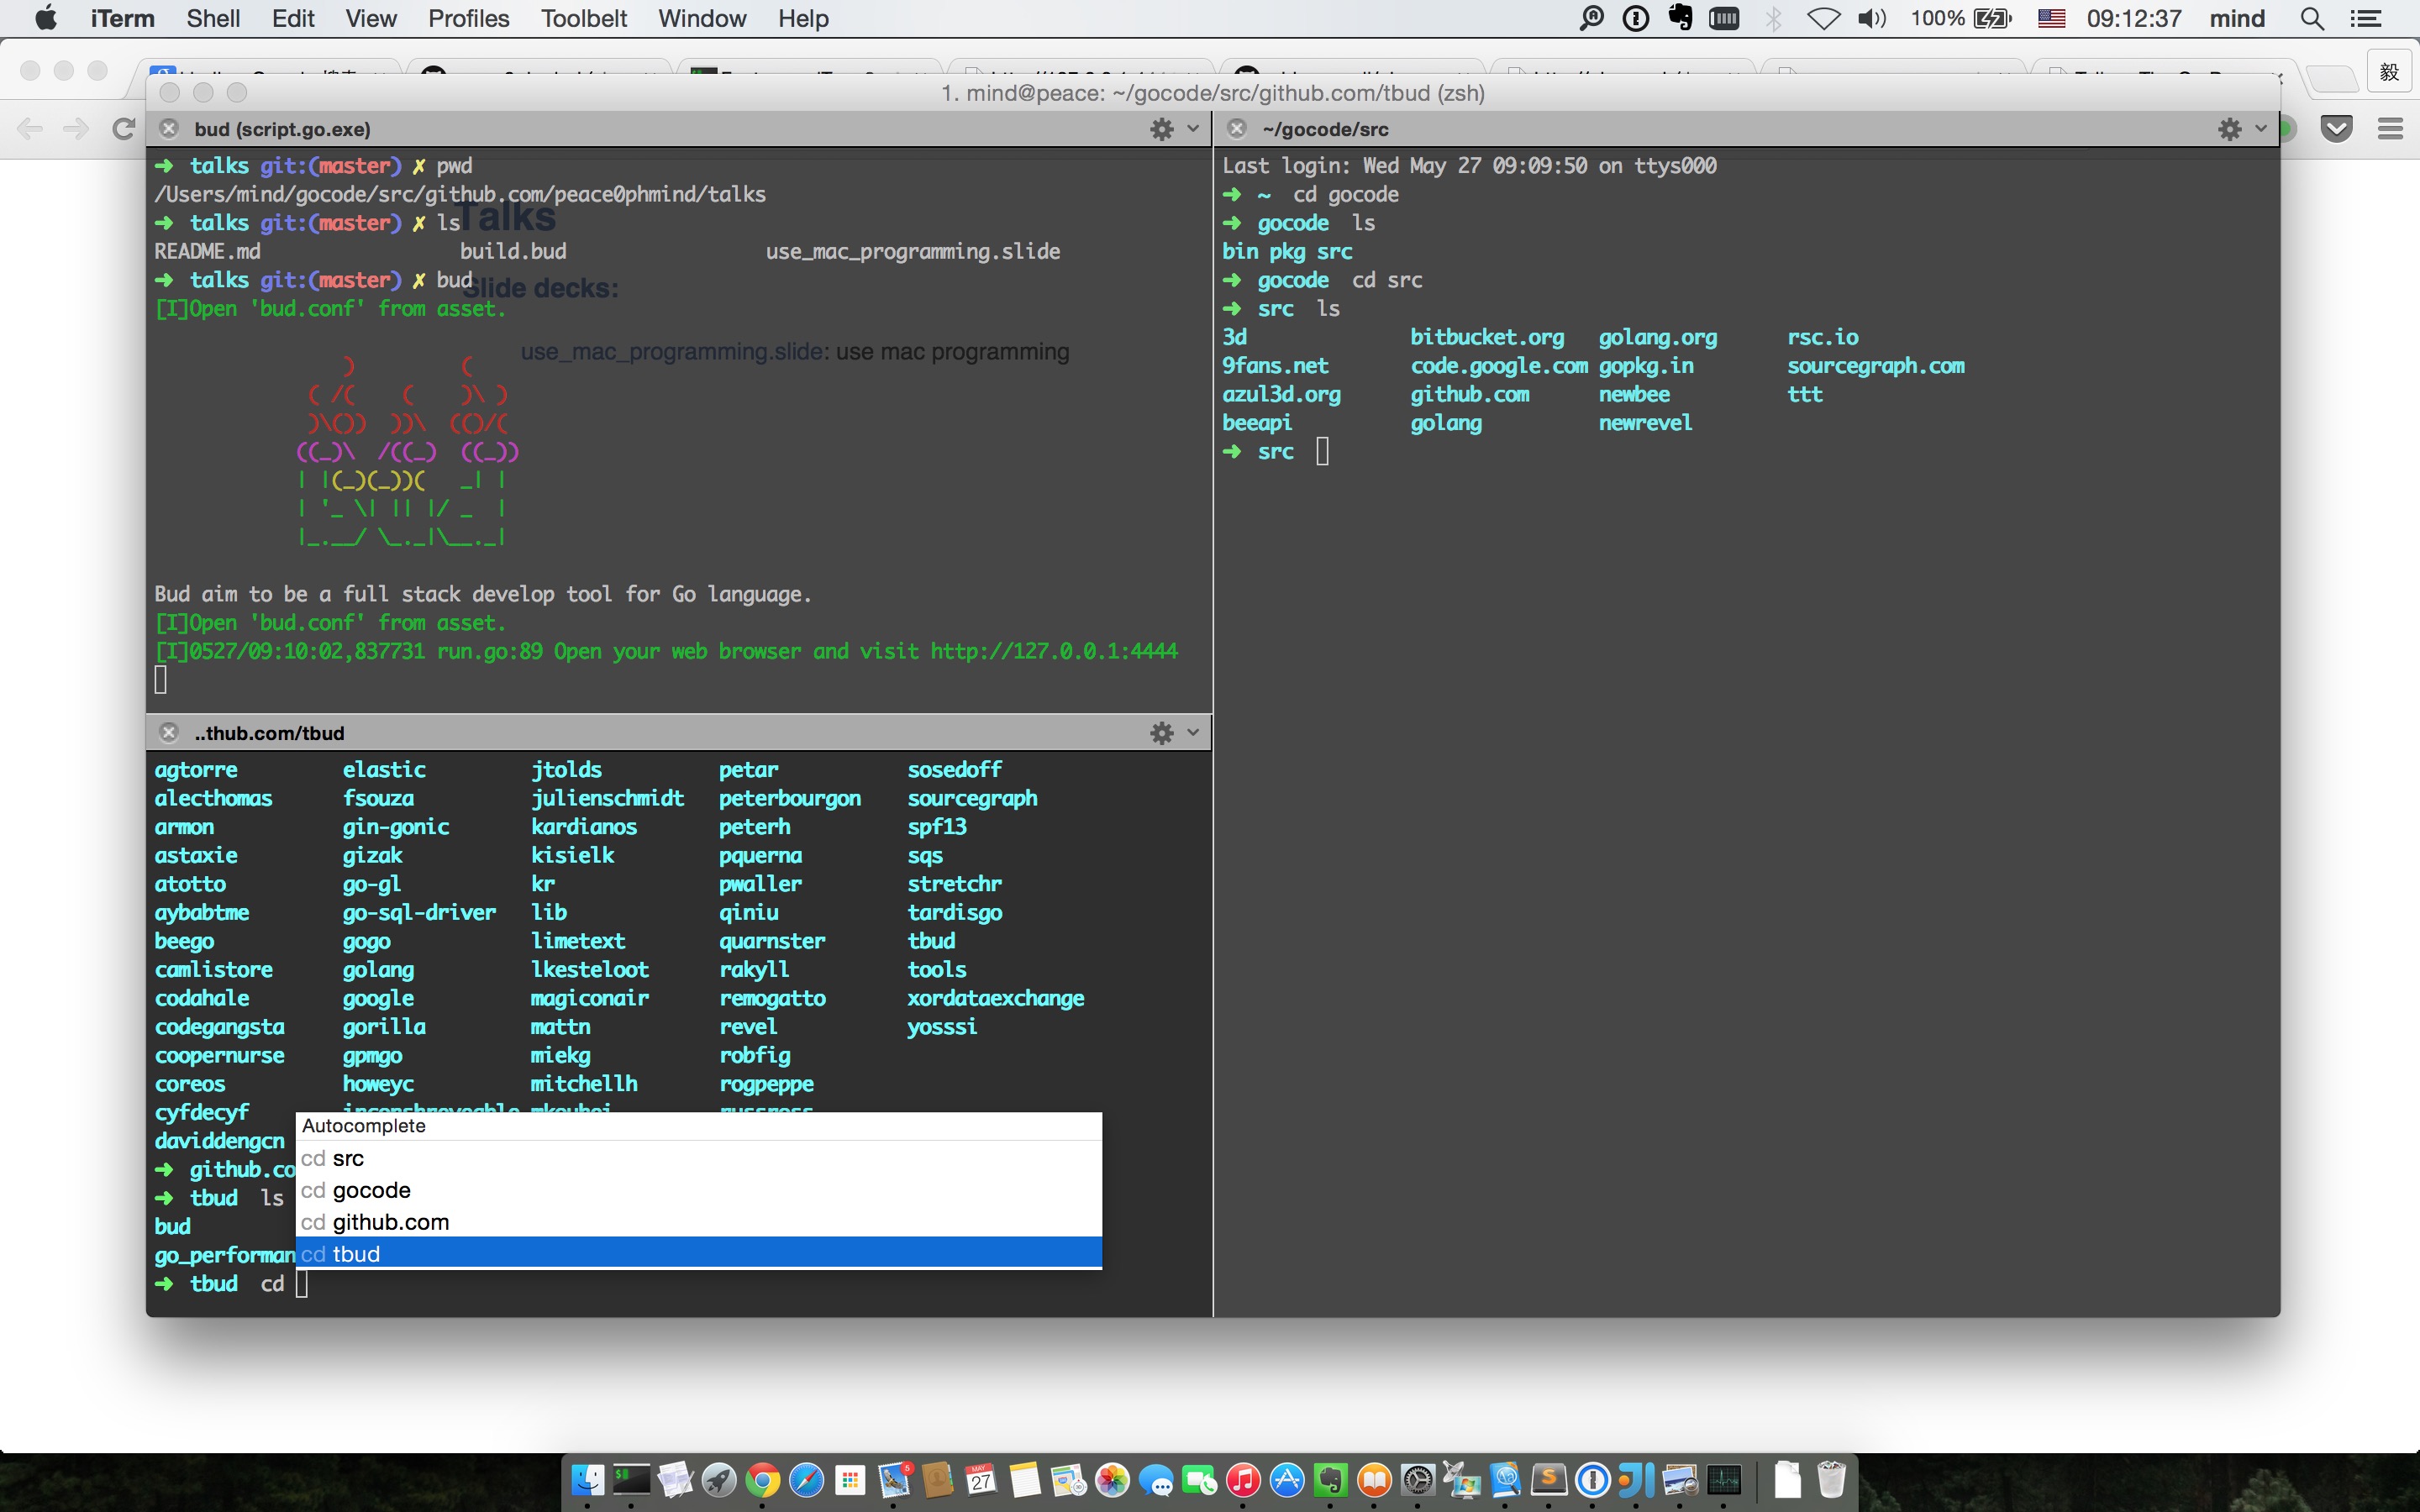 iTerm Shell Edit View Profiles Toolbelt Window Help 100% 09:12:37 mind
毅
1. mind@peace: ~/gocode/src/github.com/tbud (zsh)
bud (script.go.exe)
➜ talks git:(master) ✗ pwd
/Users/mind/gocode/src/github.com/peace0phmind/talks
➜ talks git:(master) ✗ ls
Talks
README.md build.bud use_mac_programming.slide
➜ talks git:(master) ✗ bud
Slide decks:
[I]Open 'bud.conf' from asset.
use_mac_programming.slide: use mac programming
) (
( /( ( )\ )
)\()) ))\ (()/(
((_)\ /((_) ((_))
| |(_)(_))( _| |
| '_ \| || |/ _ |
|_.__/ \_._|\__._|
Bud aim to be a full stack develop tool for Go language.
[I]Open 'bud.conf' from asset.
[I]0527/09:10:02,837731 run.go:89 Open your web browser and visit http://127.0.0.1:4444
~/gocode/src
Last login: Wed May 27 09:09:50 on ttys000
➜ ~ cd gocode
➜ gocode ls
bin pkg src
➜ gocode cd src
➜ src ls
3d bitbucket.org golang.org rsc.io
9fans.net code.google.com gopkg.in sourcegraph.com
azul3d.org github.com newbee ttt
beeapi golang newrevel
➜ src
..thub.com/tbud
agtorre elastic jtolds petar sosedoff
alecthomas fsouza julienschmidt peterbourgon sourcegraph
armon gin-gonic kardianos peterh spf13
astaxie gizak kisielk pquerna sqs
atotto go-gl kr pwaller stretchr
aybabtme go-sql-driver lib qiniu tardisgo
beego gogo limetext quarnster tbud
camlistore golang lkesteloot rakyll tools
codahale google magiconair remogatto xordataexchange
codegangsta gorilla mattn revel yosssi
coopernurse gpmgo miekg robfig
coreos howeyc mitchellh rogpeppe
cyfdecyf
daviddengcn
➜ github.co
➜ tbud ls
bud
go_performan
➜ tbud cd
Autocomplete
cd src
cd gocode
cd github.com
cd tbud
5
MAY
27